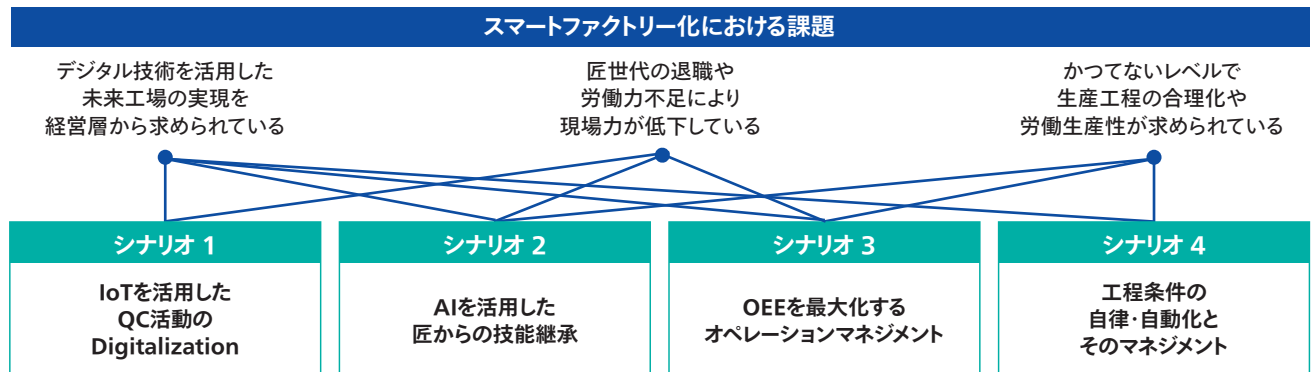 スマートファクトリー化における課題
デジタル技術を活用した
未来工場の実現を
経営層から求められている
匠世代の退職や
労働力不足により
現場力が低下している
かつてないレベルで
生産工程の合理化や
労働生産性が求められている
シナリオ 1
IoTを活用した
QC活動の
Digitalization
シナリオ 2
AIを活用した
匠からの技能継承
シナリオ 3
OEEを最大化する
オペレーションマネジメント
シナリオ 4
工程条件の
自律・自動化と
そのマネジメント